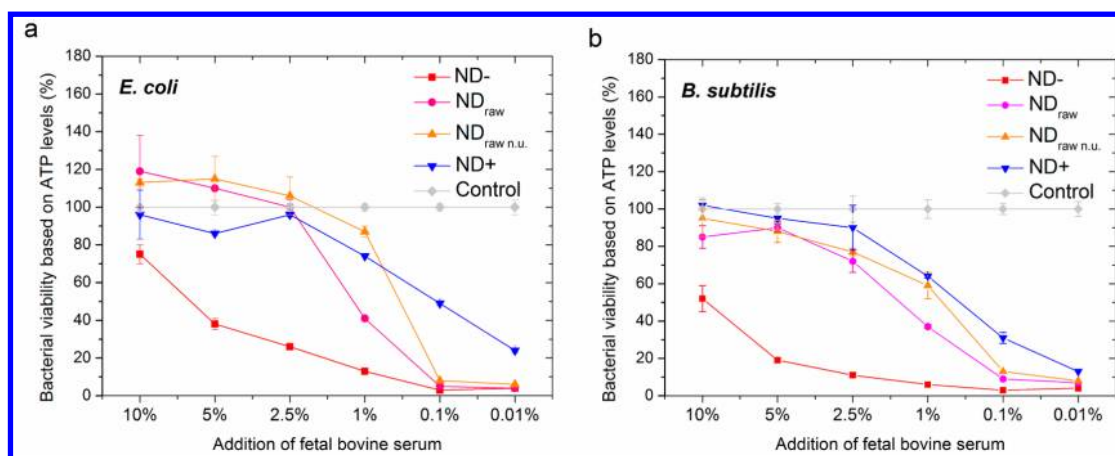 a
180
160
140
120
100
80
60
40
20
0
Bacterial viability based on ATP levels (%)
E. coli
ND-
NDraw
NDraw n.u.
ND+
Control
10% 5% 2.5% 1% 0.1% 0.01%
Addition of fetal bovine serum
b
180
160
140
120
100
80
60
40
20
0
Bacterial viability based on ATP levels (%)
B. subtilis
ND-
NDraw
NDraw n.u.
ND+
Control
10% 5% 2.5% 1% 0.1% 0.01%
Addition of fetal bovine serum